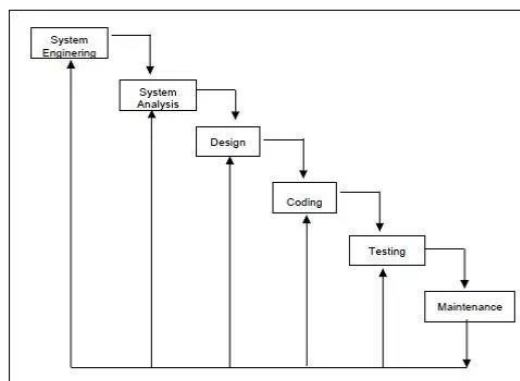 System
Enginering
System
Analysis
Design
Coding
Testing
Maintenance